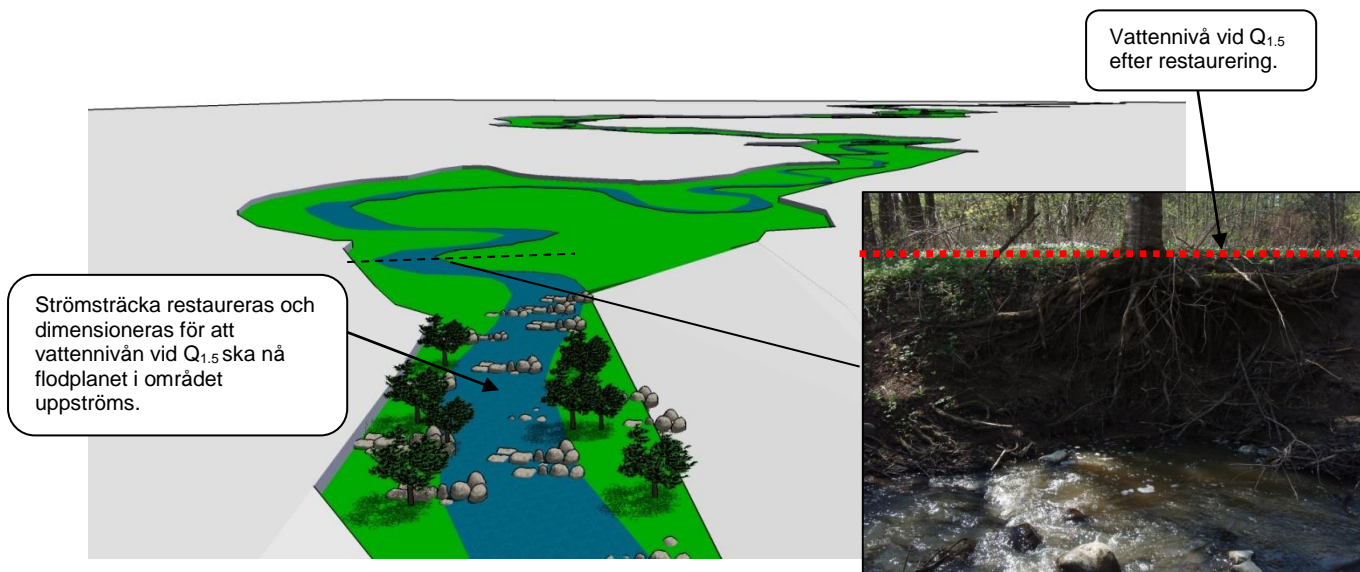 Vattennivå vid Q1.5
efter restaurering.
Strömsträcka restaureras och
dimensioneras för att
vattennivån vid Q1.5 ska nå
flodplanet i området
uppströms.